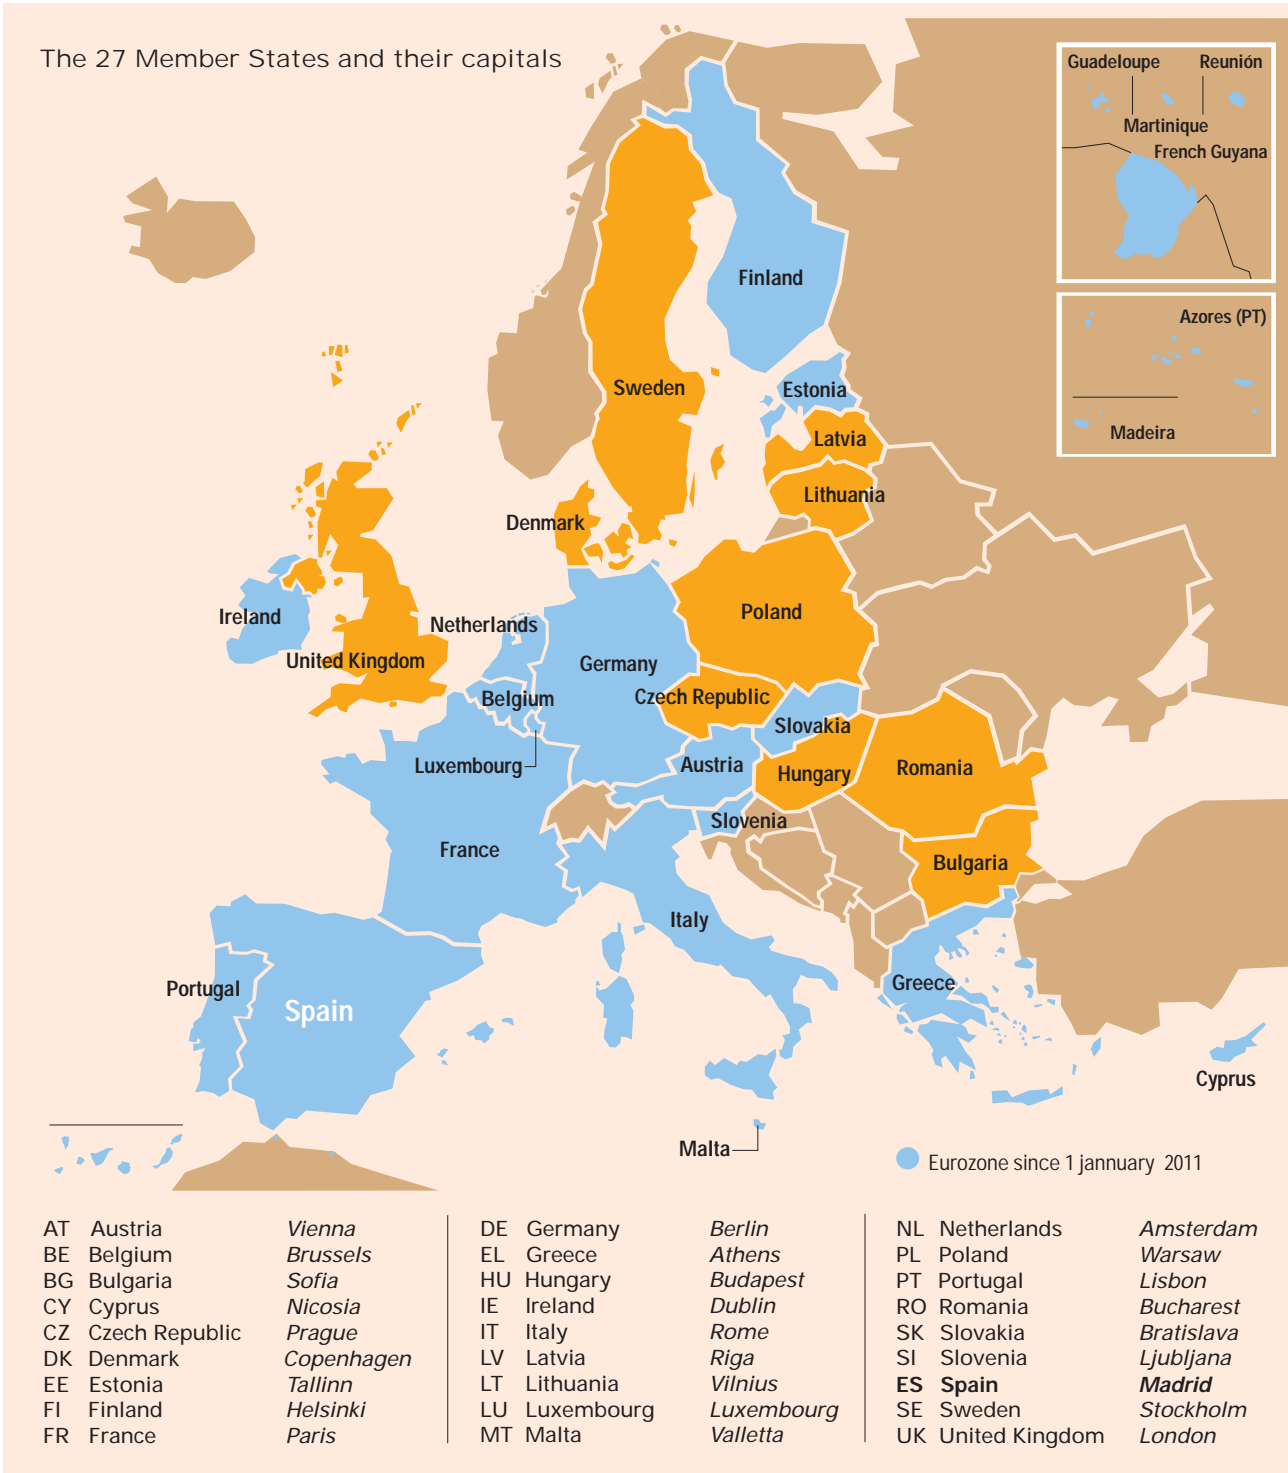 The 27 Member States and their capitals
Guadeloupe
Reunión
Martinique
French Guyana
Azores (PT)
Madeira
Finland
Sweden
Estonia
Latvia
Lithuania
Denmark
Ireland
United Kingdom
Netherlands
Poland
Germany
Belgium
Czech Republic
Slovakia
Luxembourg
Austria
Hungary
Romania
Slovenia
France
Bulgaria
Italy
Portugal
Spain
Greece
Cyprus
Malta
Eurozone since 1 jannuary 2011
AT Austria Vienna
BE Belgium Brussels
BG Bulgaria Sofia
CY Cyprus Nicosia
CZ Czech Republic Prague
DK Denmark Copenhagen
EE Estonia Tallinn
FI Finland Helsinki
FR France Paris
DE Germany Berlin
EL Greece Athens
HU Hungary Budapest
IE Ireland Dublin
IT Italy Rome
LV Latvia Riga
LT Lithuania Vilnius
LU Luxembourg Luxembourg
MT Malta Valletta
NL Netherlands Amsterdam
PL Poland Warsaw
PT Portugal Lisbon
RO Romania Bucharest
SK Slovakia Bratislava
SI Slovenia Ljubljana
ES Spain Madrid
SE Sweden Stockholm
UK United Kingdom London